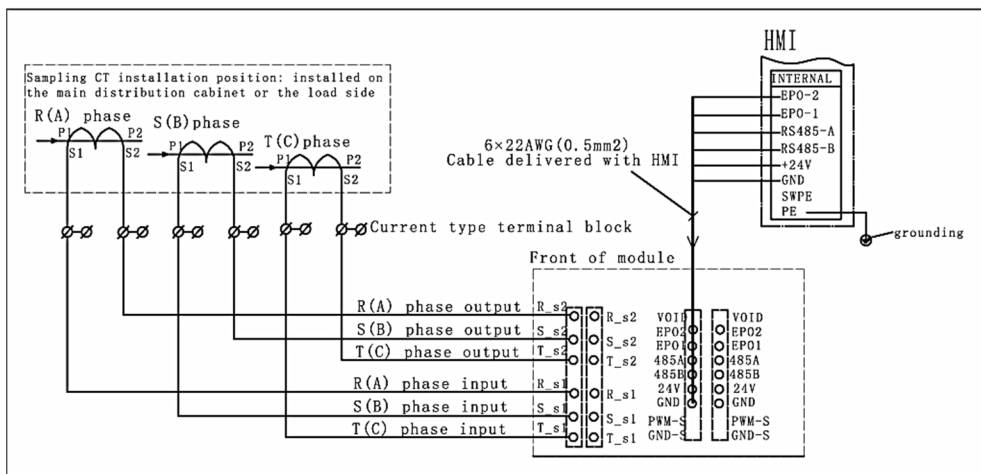 HMI
Sampling CT installation position: installed on
the main distribution cabinet or the load side
R(A) phase
P1 P2
S1 S2
S(B)phase
P1 P2
S1 S2
T(C)phase
P1 P2
S1 S2
INTERNAL
EPO-2
EPO-1
RS485-A
RS485-B
+24V
GND
SWPE
PE
grounding
6×22AWG(0.5mm2)
Cable delivered with HMI
Current type terminal block
Front of module
R(A) phase output R_s2
S(B) phase output S_s2
T(C) phase output T_s2
R(A) phase input R_s1
S(B) phase input S_s1
T(C) phase input T_s1
R_s2
S_s2
T_s2
R_s1
S_s1
T_s1
VOID
EPO2
EPO1
485A
485B
24V
GND
PWM-S
GND-S
VOID
EPO2
EPO1
485A
485B
24V
GND
PWM-S
GND-S